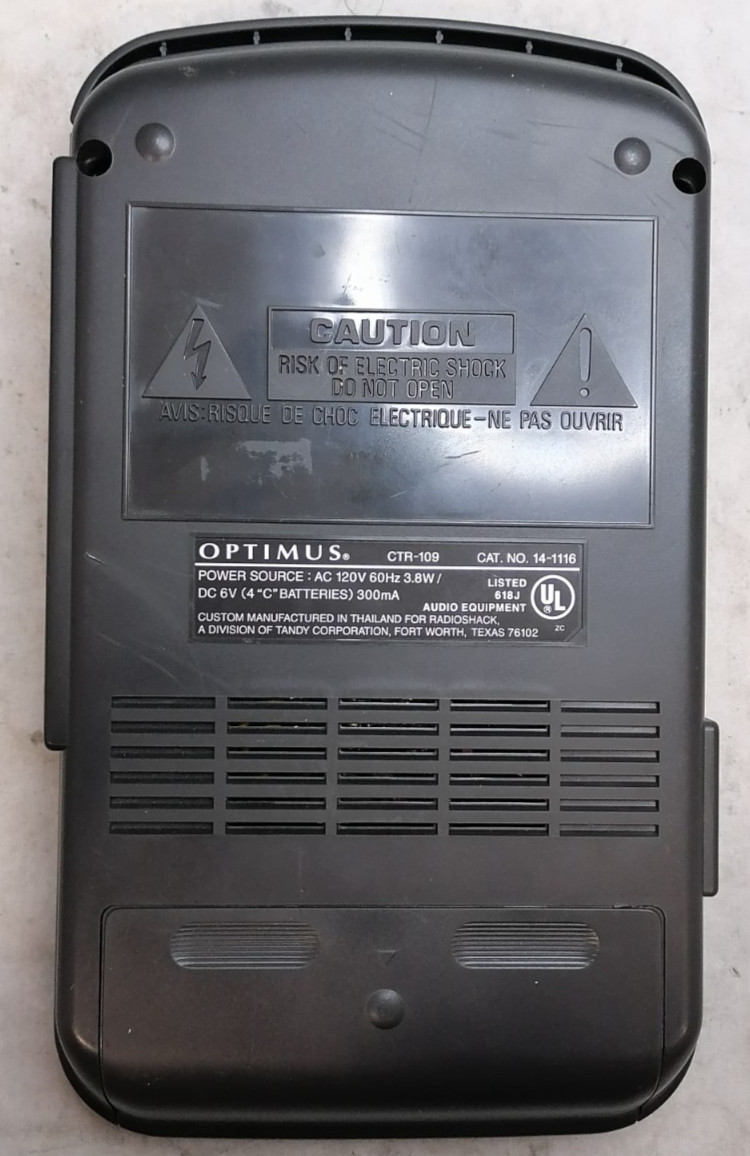 CAUTION
RISK OF ELECTRIC SHOCK
DO NOT OPEN
AVIS:RISQUE DE CHOC ELECTRIQUE-NE PAS OUVRIR
OPTIMUS® CTR-109 CAT. NO. 14-1116
POWER SOURCE : AC 120V 60Hz 3.8W /
DC 6V (4 "C" BATTERIES) 300mA
LISTED
618J
AUDIO EQUIPMENT
UL ®
2C
CUSTOM MANUFACTURED IN THAILAND FOR RADIOSHACK,
A DIVISION OF TANDY CORPORATION, FORT WORTH, TEXAS 76102